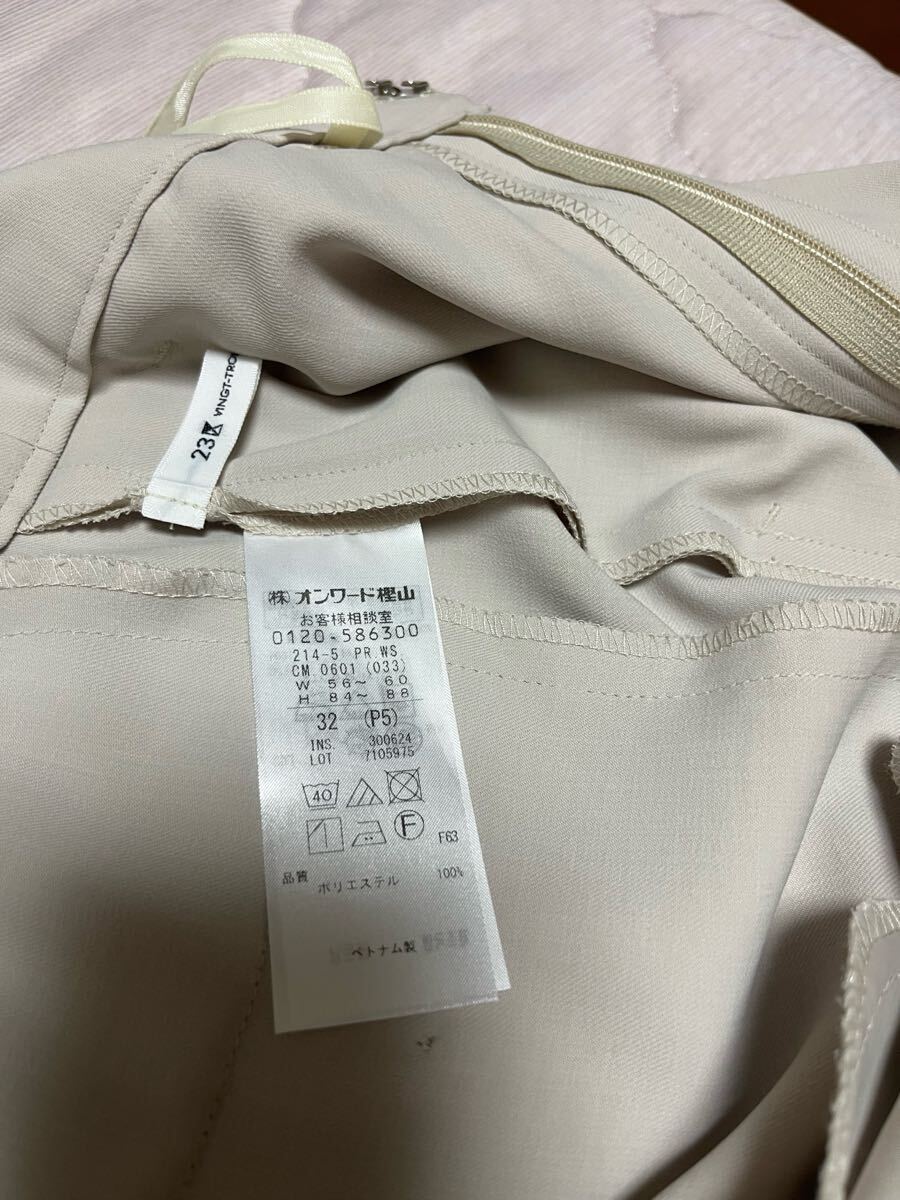 23区 VINGT-TROI
(株)オンワード樫山
お客様相談室
0120-586300
214-5 PR.WS.
CM.0601 (033)
W 56～ 60
H 84～ 88
32 (P5)
INS. 300624
LOT 7105975
40
F
F63
品質 ポリエステル 100%
ベトナム製